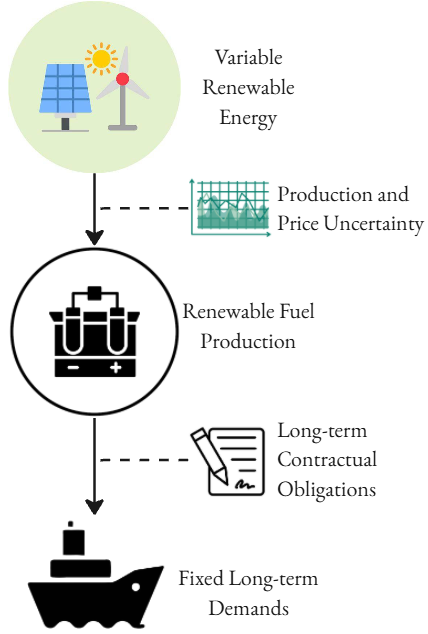 Variable
Renewable
Energy
Production and
Price Uncertainty
Renewable Fuel
Production
Long-term
Contractual
Obligations
Fixed Long-term
Demands